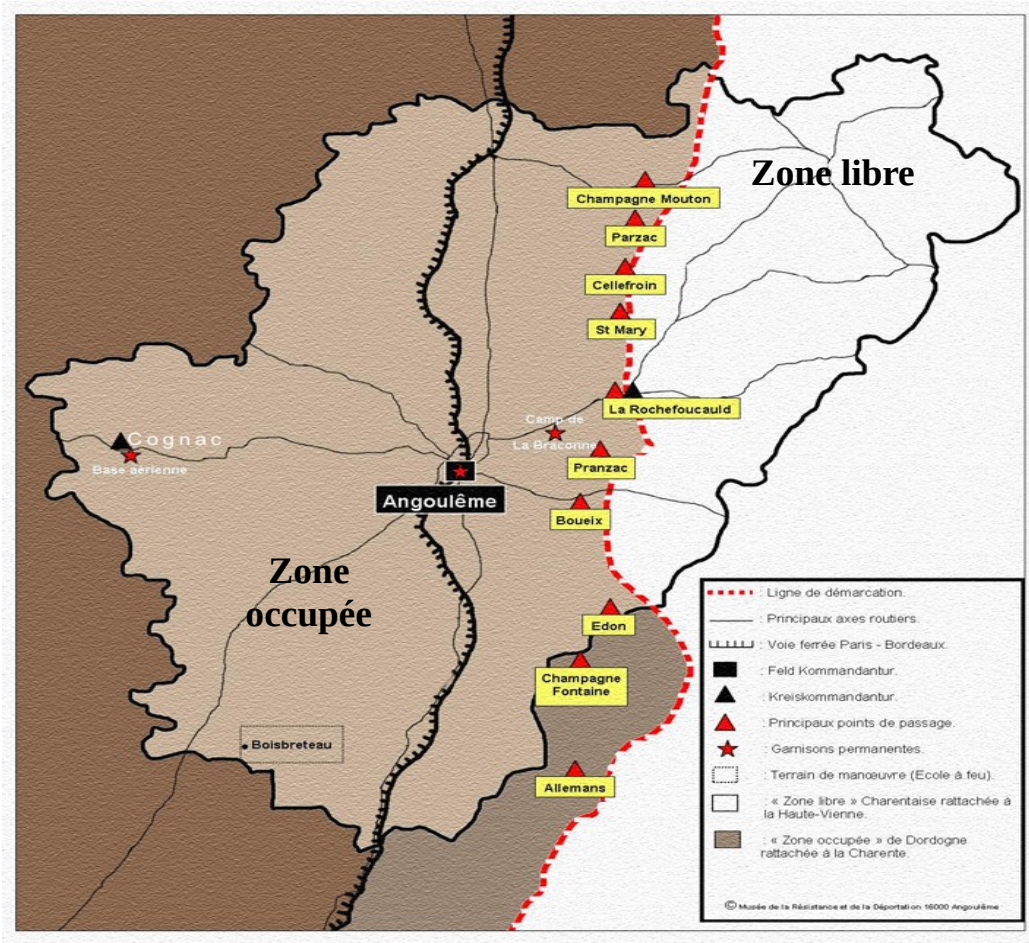 Zone libre
Champagne Mouton
Parzac
Cellefroin
St Mary
La Rochefoucauld
Camp de
La Braconne
Cognac
Base aérienne
Pranzac
Angoulême
Boueix
Zone
occupée
Edon
Champagne
Fontaine
Boisbreteau
Allemans
: Ligne de démarcation.
: Principaux axes routiers.
: Voie ferrée Paris - Bordeaux.
: Feld Kommandantur.
: Kreiskommandantur.
: Principaux points de passage.
: Garnisons permanentes.
: Terrain de manœuvre (Ecole à feu).
: « Zone libre » Charentaise rattachée à
la Haute-Vienne.
: « Zone occupée » de Dordogne
rattachée à la Charente.
© Musée de la Résistance et de la Déportation 16000 Angoulême